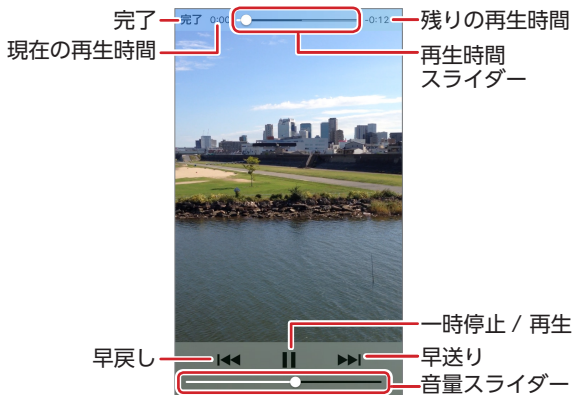 完了
現在の再生時間
完了 0:00
-0:12
残りの再生時間
再生時間
スライダー
一時停止 / 再生
早戻し
早送り
音量スライダー